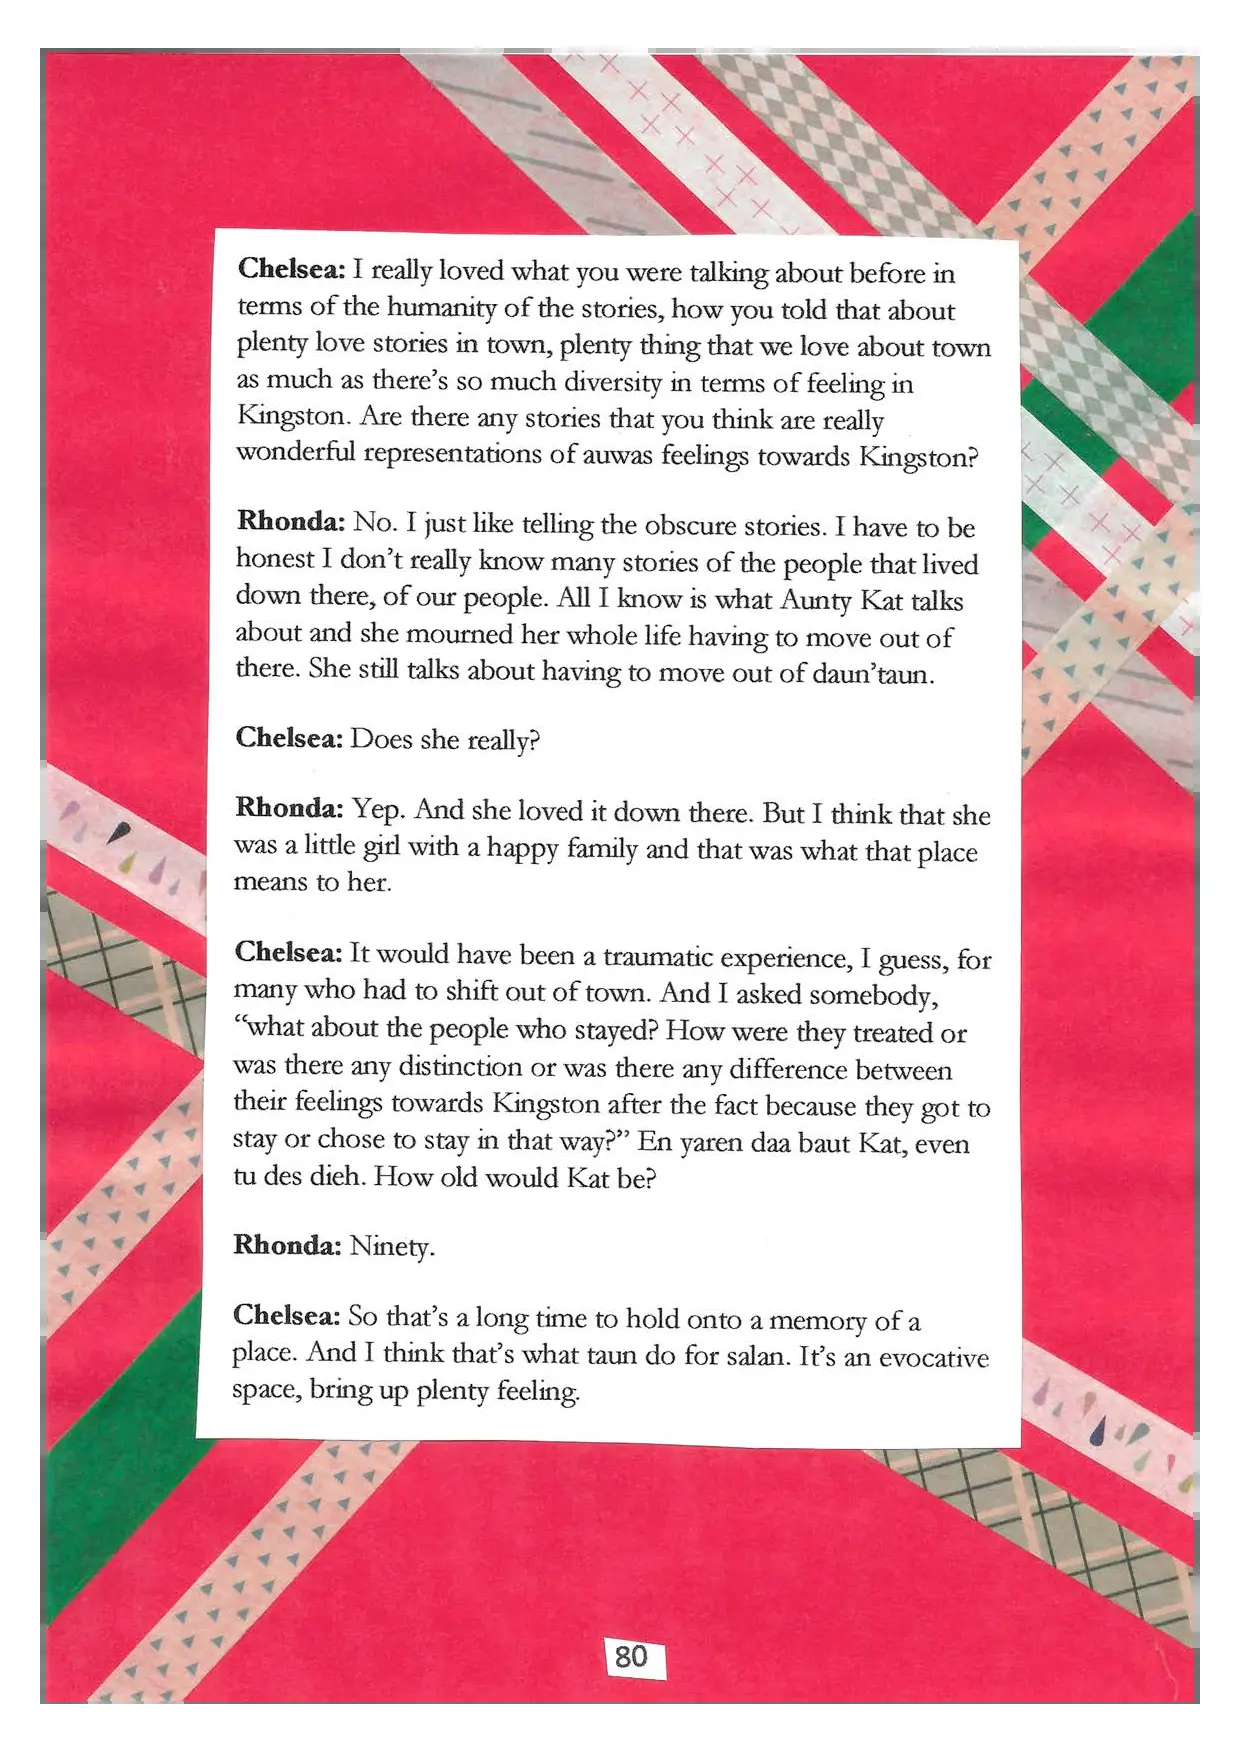 Chelsea: I really loved what you were talking about before in
terms of the humanity of the stories, how you told that about
plenty love stories in town, plenty thing that we love about town
as much as there's so much diversity in terms of feeling in
Kingston. Are there any stories that you think are really
wonderful representations of auwas feelings towards Kingston?
Rhonda: No. I just like telling the obscure stories. I have to be
honest I don't really know many stories of the people that lived
down there, of our people. All I know is what Aunty Kat talks
about and she mourned her whole life having to move out of
there. She still talks about having to move out of daun'taun.
Chelsea: Does she really?
Rhonda: Yep. And she loved it down there. But I think that she
was a little girl with a happy family and that was what that place
means to her.
Chelsea: It would have been a traumatic experience, I guess, for
many who had to shift out of town. And I asked somebody,
“what about the people who stayed? How were they treated or
was there any distinction or was there any difference between
their feelings towards Kingston after the fact because they got to
stay or chose to stay in that way?” En yaren daa baut Kat, even
tu des dieh. How old would Kat be?
Rhonda: Ninety.
Chelsea: So that's a long time to hold onto a memory of a
place. And I think that's what taun do for salan. It's an evocative
space, bring up plenty feeling.
80